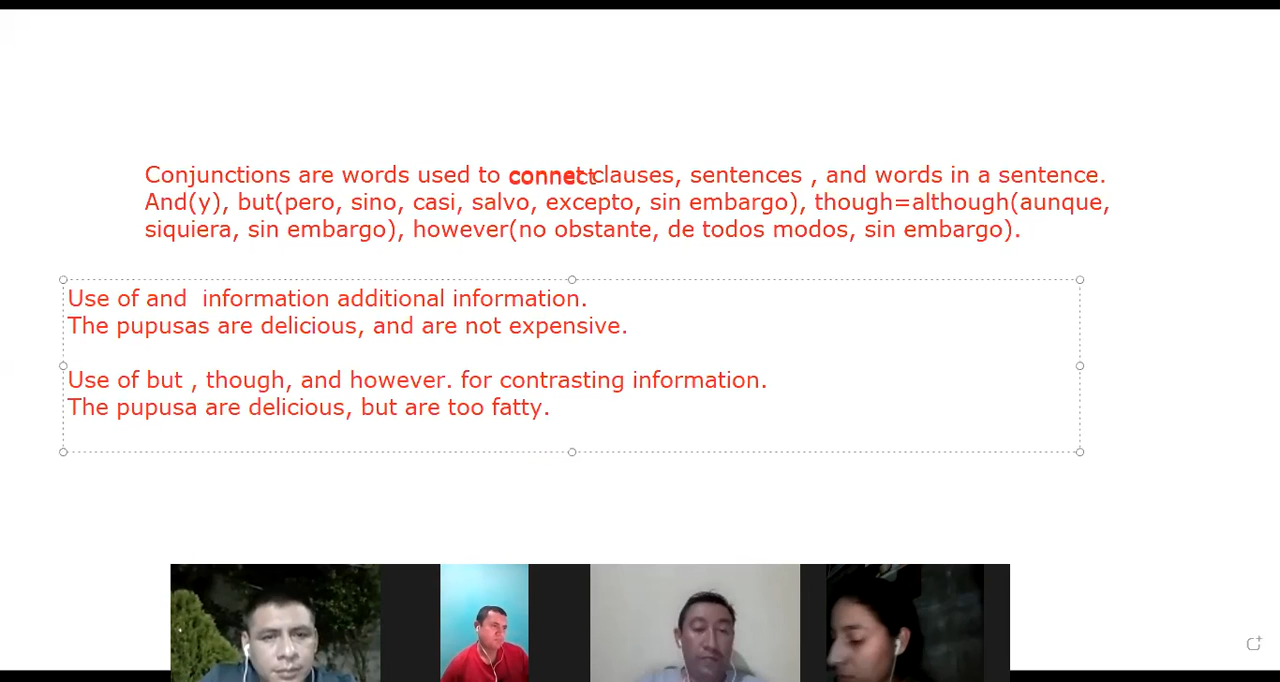 Conjunctions are words used to connect clauses, sentences , and words in a sentence.
And(y), but(pero, sino, casi, salvo, excepto, sin embargo), though=although(aunque,
siquiera, sin embargo), however(no obstante, de todos modos, sin embargo).
Use of and  information additional information.
The pupusas are delicious, and are not expensive.
Use of but , though, and however. for contrasting information.
The pupusa are delicious, but are too fatty.